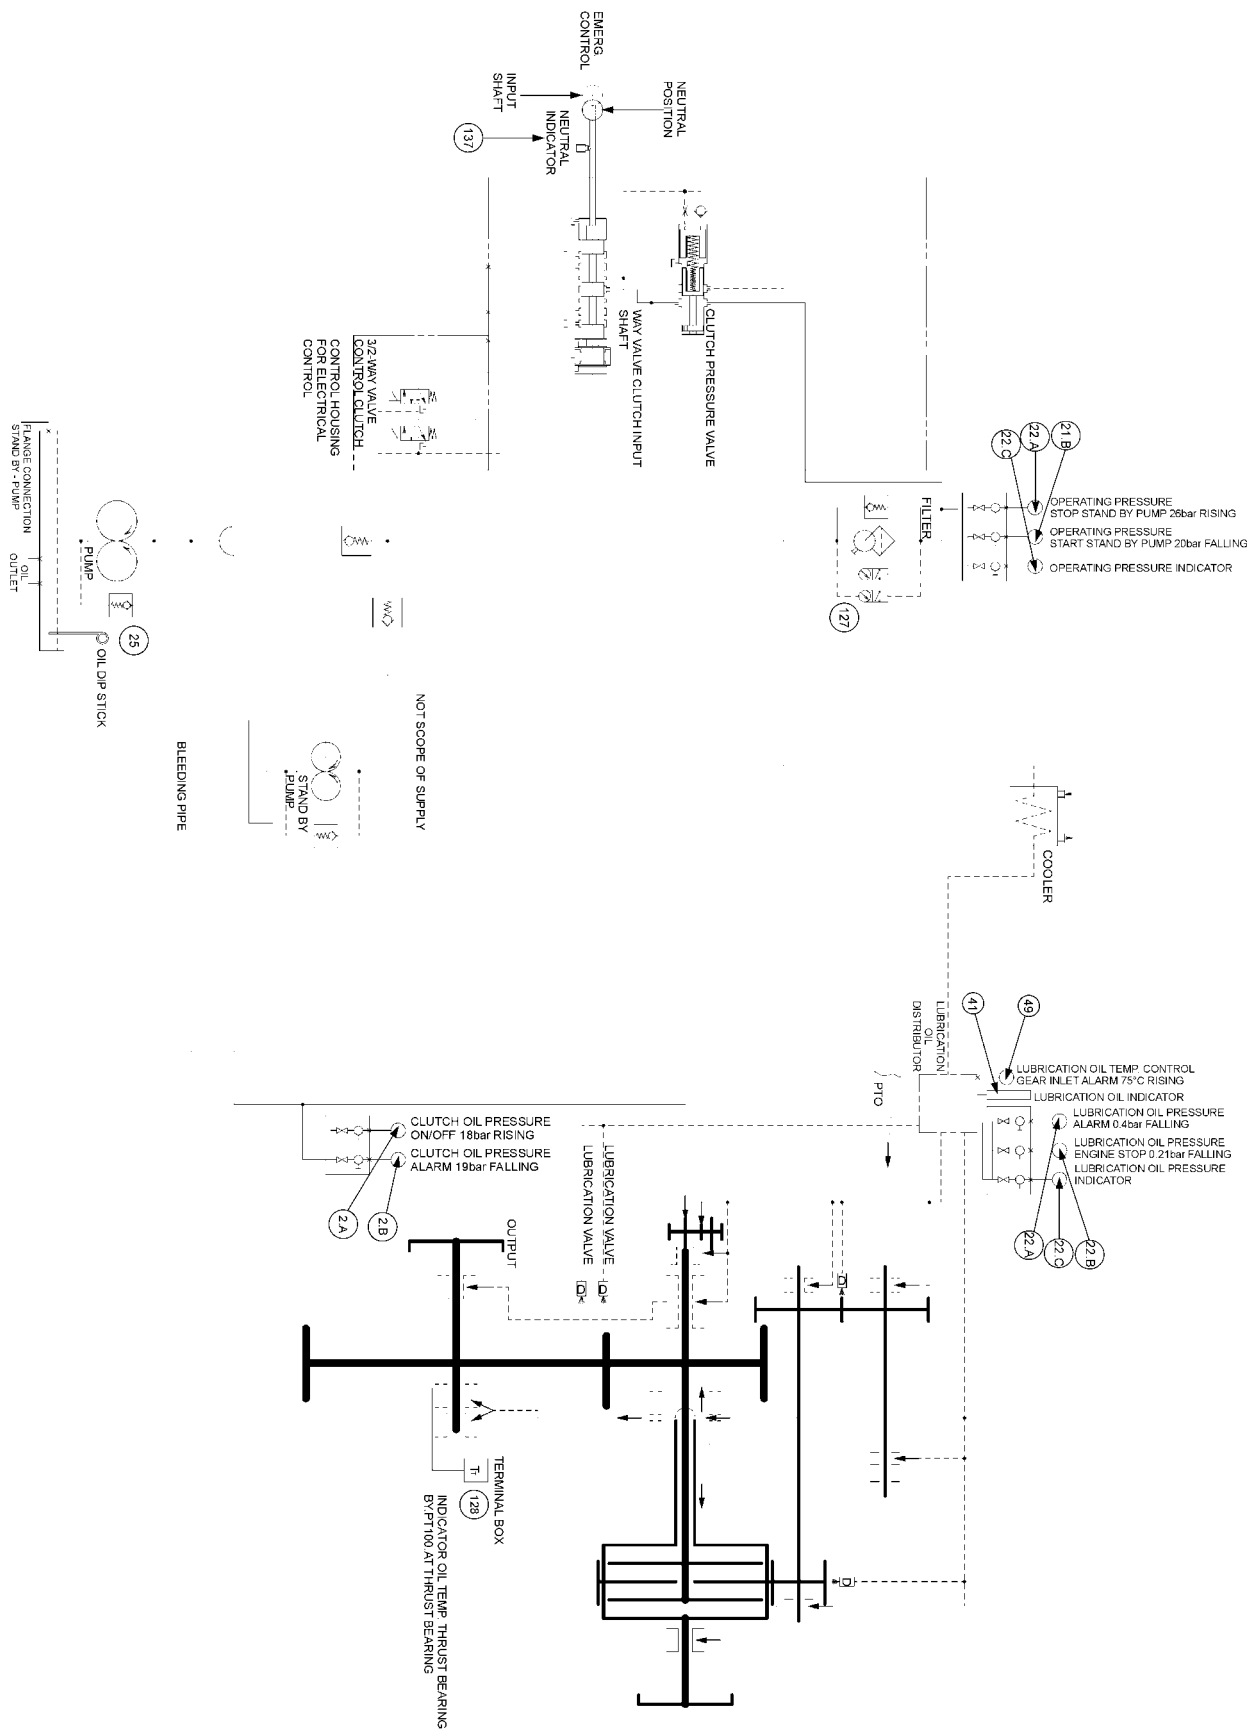 EMERG.
CONTROL
INPUT
SHAFT
NEUTRAL
POSITION
NEUTRAL
INDICATOR
137
CLUTCH PRESSURE VALVE
WAY VALVE CLUTCH INPUT
SHAFT
3/2-WAY VALVE
CONTROL CLUTCH
CONTROL HOUSING
FOR ELECTRICAL
CONTROL
21.B
22.A
22.C
OPERATING PRESSURE
STOP STAND BY PUMP 26bar RISING
OPERATING PRESSURE
START STAND BY PUMP 20bar FALLING
OPERATING PRESSURE INDICATOR
FILTER
127
FLANGE CONNECTION
STAND BY - PUMP
OIL
OUTLET
PUMP
25
OIL DIP STICK
NOT SCOPE OF SUPPLY
STAND BY
PUMP
BLEEDING PIPE
COOLER
49
41
LUBRICATION
OIL
DISTRIBUTOR
PTO
LUBRICATION OIL TEMP. CONTROL
GEAR INLET ALARM 75°C RISING
LUBRICATION OIL INDICATOR
LUBRICATION OIL PRESSURE
ALARM 0.4bar FALLING
LUBRICATION OIL PRESSURE
ENGINE STOP 0.21bar FALLING
LUBRICATION OIL PRESSURE
INDICATOR
22.A
22.C
22.B
CLUTCH OIL PRESSURE
ON/OFF 18bar RISING
CLUTCH OIL PRESSURE
ALARM 19bar FALLING
2.A
2.B
LUBRICATION VALVE
LUBRICATION VALVE
OUTPUT
D
D
D
D
TERMINAL BOX
128
INDICATOR OIL TEMP. THRUST BEARING
BY.PT100.AT THRUST BEARING